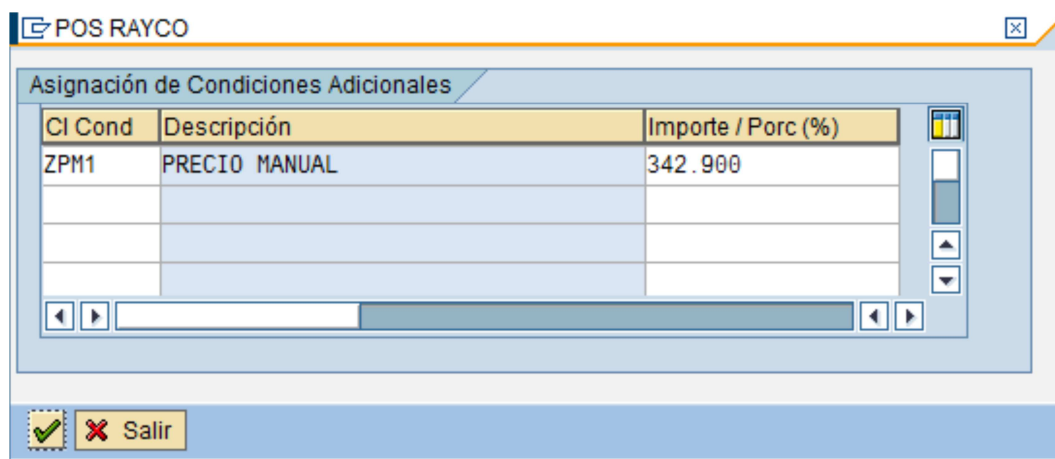 POS RAYCO
Asignación de Condiciones Adicionales
Cl Cond Descripción Importe / Porc (%)
ZPM1 PRECIO MANUAL 342.900
Salir